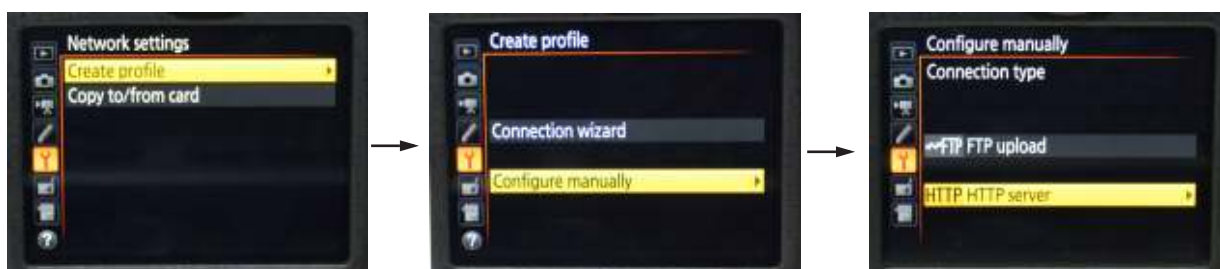 Network settings
Create profile
Copy to/from card
Create profile
Connection wizard
Configure manually
Configure manually
Connection type
FTP FTP upload
HTTP HTTP server